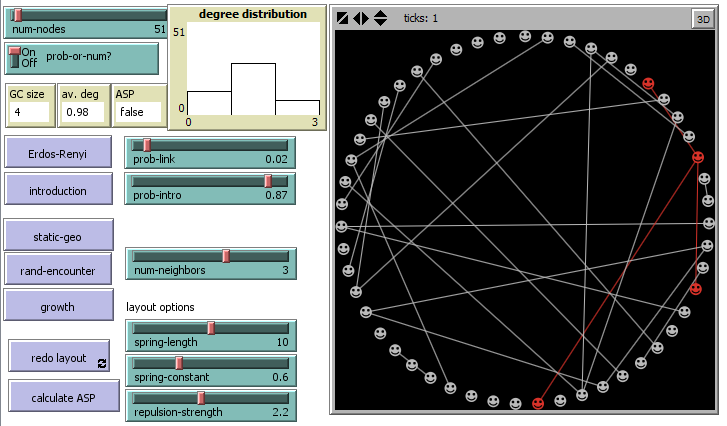 num-nodes 51
On
Off
prob-or-num?
GC size
4
av. deg
0.98
ASP
false
degree distribution
51
0
0 3
Erdos-Renyi
introduction
static-geo
rand-encounter
growth
redo layout
calculate ASP
prob-link 0.02
prob-intro 0.87
num-neighbors 3
layout options
spring-length 10
spring-constant 0.6
repulsion-strength 2.2
ticks: 1
3D